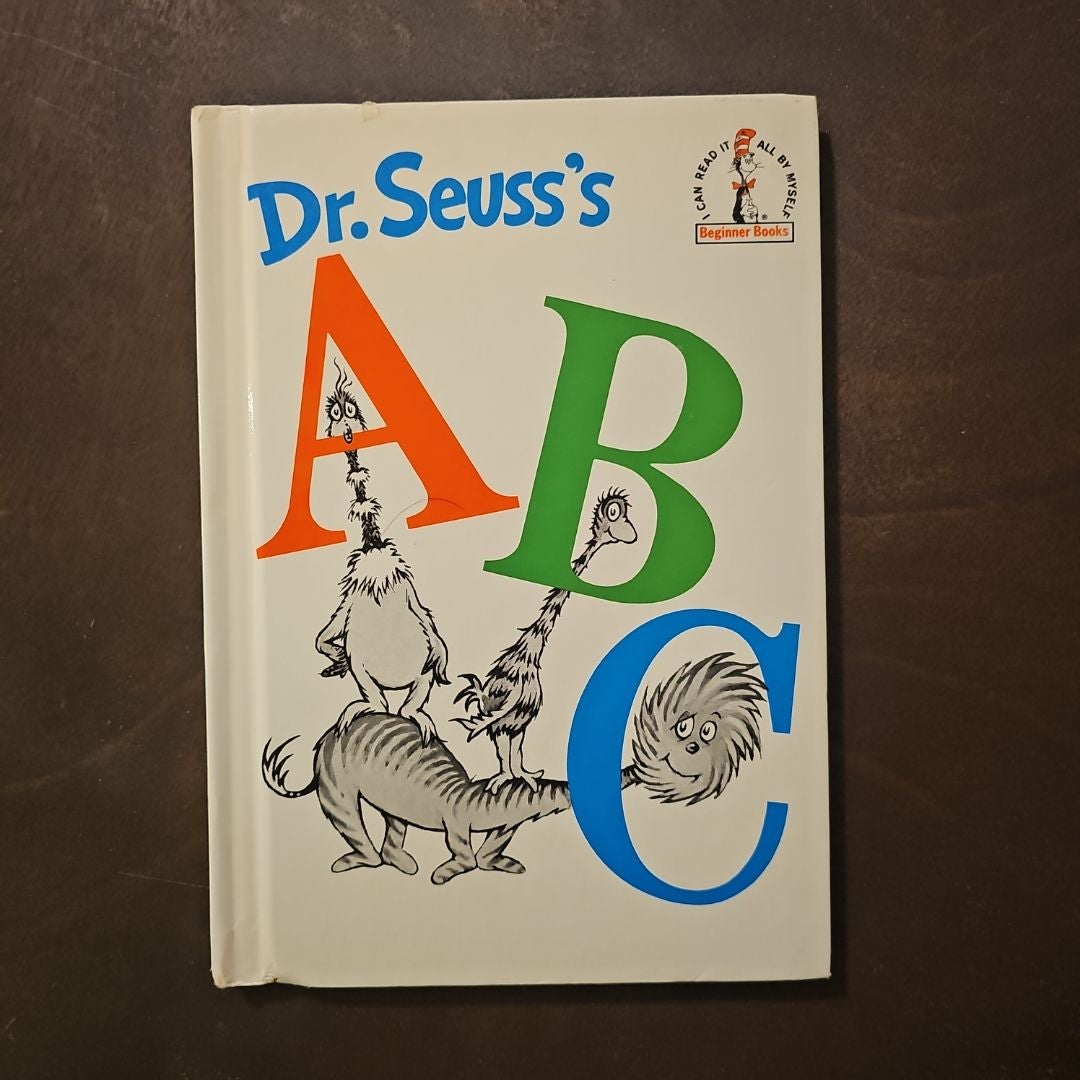 Dr. Seuss's
I CAN READ IT ALL BY MYSELF
®
Beginner Books
A
B
C